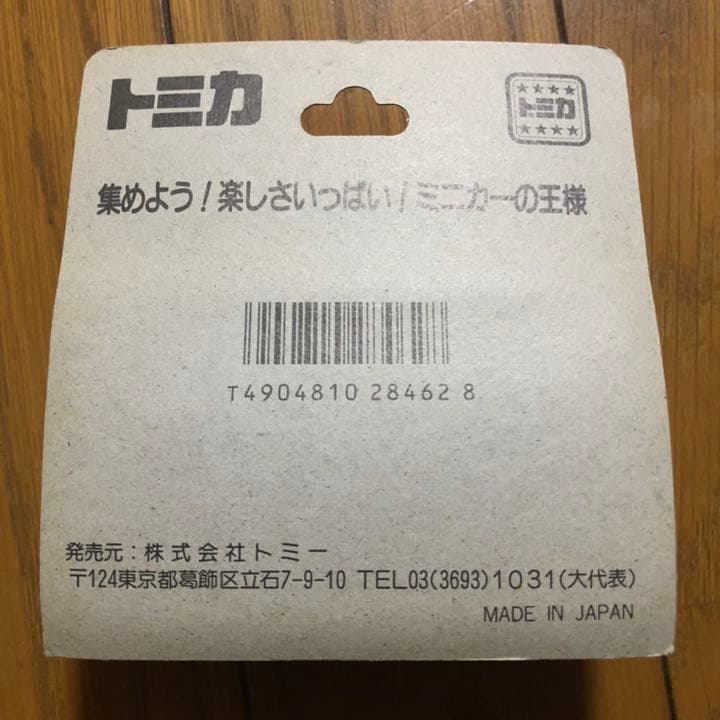 トミカ
★★★★
トミカ
★★★★
集めよう!楽しさいっぱい!ミニカーの王様
T4904810 28462 8
発売元:株式会社トミー
〒124東京都葛飾区立石7-9-10 TEL03(3693)1031(大代表)
MADE IN JAPAN